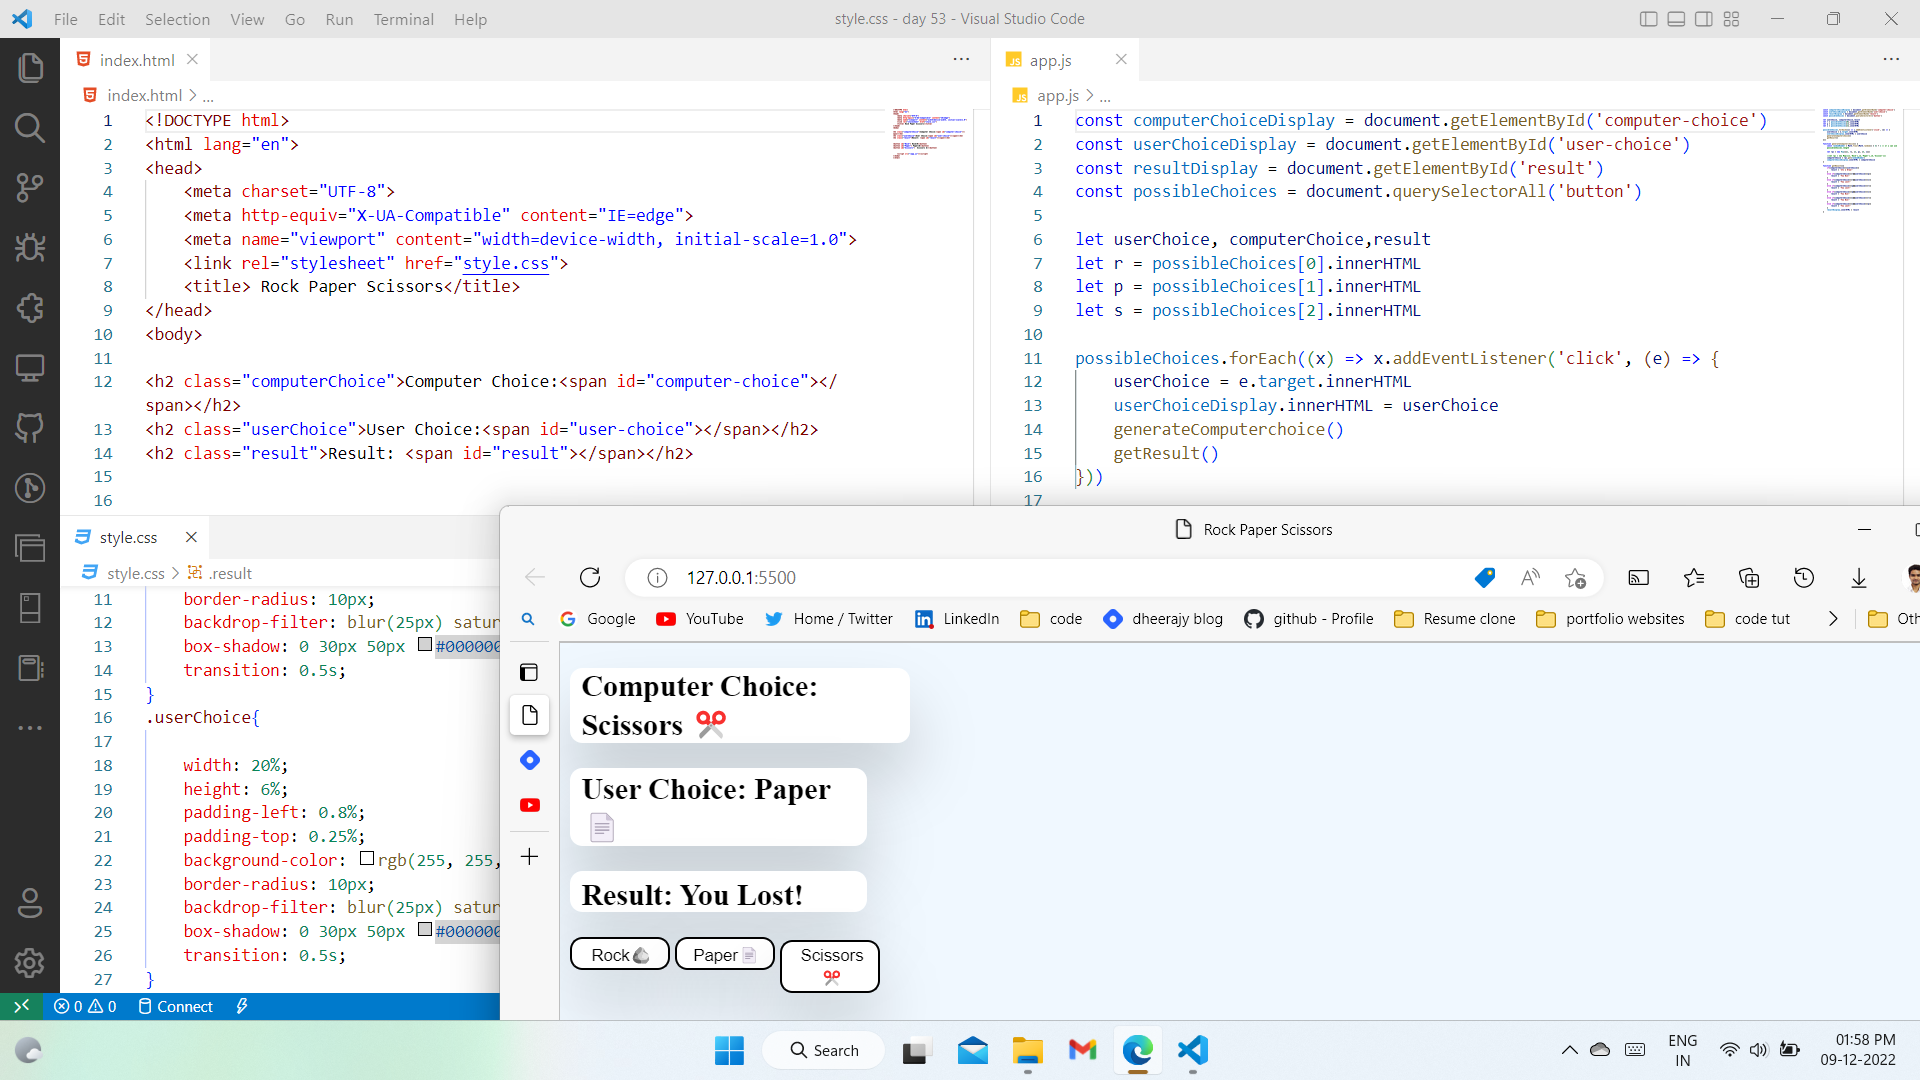 File Edit Selection View Go Run Terminal Help
style.css - day 53 - Visual Studio Code
index.html
index.html > ...
1 <!DOCTYPE html>
2 <html lang="en">
3 <head>
4 <meta charset="UTF-8">
5 <meta http-equiv="X-UA-Compatible" content="IE=edge">
6 <meta name="viewport" content="width=device-width, initial-scale=1.0">
7 <link rel="stylesheet" href="style.css">
8 <title> Rock Paper Scissors</title>
9 </head>
10 <body>
11
12 <h2 class="computerChoice">Computer Choice:<span id="computer-choice"></
span></h2>
13 <h2 class="userChoice">User Choice:<span id="user-choice"></span></h2>
14 <h2 class="result">Result: <span id="result"></span></h2>
15
16
JS app.js
JS app.js > ...
1 const computerChoiceDisplay = document.getElementById('computer-choice')
2 const userChoiceDisplay = document.getElementById('user-choice')
3 const resultDisplay = document.getElementById('result')
4 const possibleChoices = document.querySelectorAll('button')
5
6 let userChoice, computerChoice,result
7 let r = possibleChoices[0].innerHTML
8 let p = possibleChoices[1].innerHTML
9 let s = possibleChoices[2].innerHTML
10
11 possibleChoices.forEach((x) => x.addEventListener('click', (e) => {
12 userChoice = e.target.innerHTML
13 userChoiceDisplay.innerHTML = userChoice
14 generateComputerchoice()
15 getResult()
16 }))
17
style.css
style.css > .result
11 border-radius: 10px;
12 backdrop-filter: blur(25px) satur
13 box-shadow: 0 30px 50px #000000
14 transition: 0.5s;
15 }
16 .userChoice{
17
18 width: 20%;
19 height: 6%;
20 padding-left: 0.8%;
21 padding-top: 0.25%;
22 background-color: rgb(255, 255,
23 border-radius: 10px;
24 backdrop-filter: blur(25px) satur
25 box-shadow: 0 30px 50px #000000
26 transition: 0.5s;
27 }
0 0 Connect
Rock Paper Scissors
127.0.0.1:5500
Google YouTube Home / Twitter LinkedIn code dheerajy blog github - Profile Resume clone portfolio websites code tut Oth
Computer Choice:
Scissors ✂️
User Choice: Paper
📄
Result: You Lost!
Rock🪨 Paper📄 Scissors
✂️
Search
ENG
IN
01:58 PM
09-12-2022